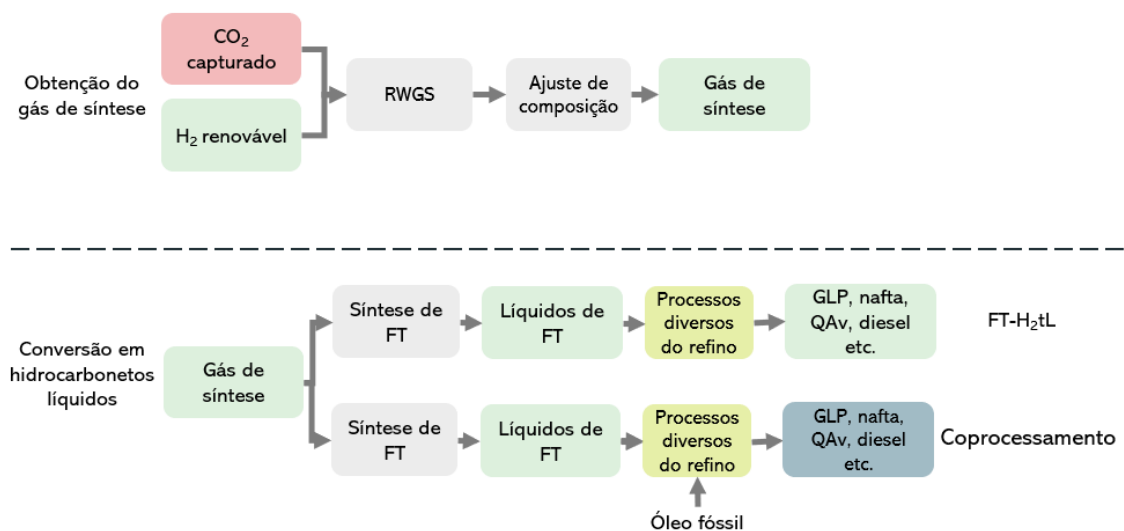 CO₂
capturado
Obtenção do
gás de síntese
H₂ renovável
RWGS
Ajuste de
composição
Gás de
síntese
Conversão em
hidrocarbonetos
líquidos
Gás de
síntese
Síntese de
FT
Líquidos de
FT
Processos
diversos
do refino
GLP, nafta,
QAv, diesel
etc.
FT-H₂tL
Síntese de
FT
Líquidos de
FT
Processos
diversos
do refino
GLP, nafta,
QAv, diesel
etc.
Coprocessamento
Óleo fóssil